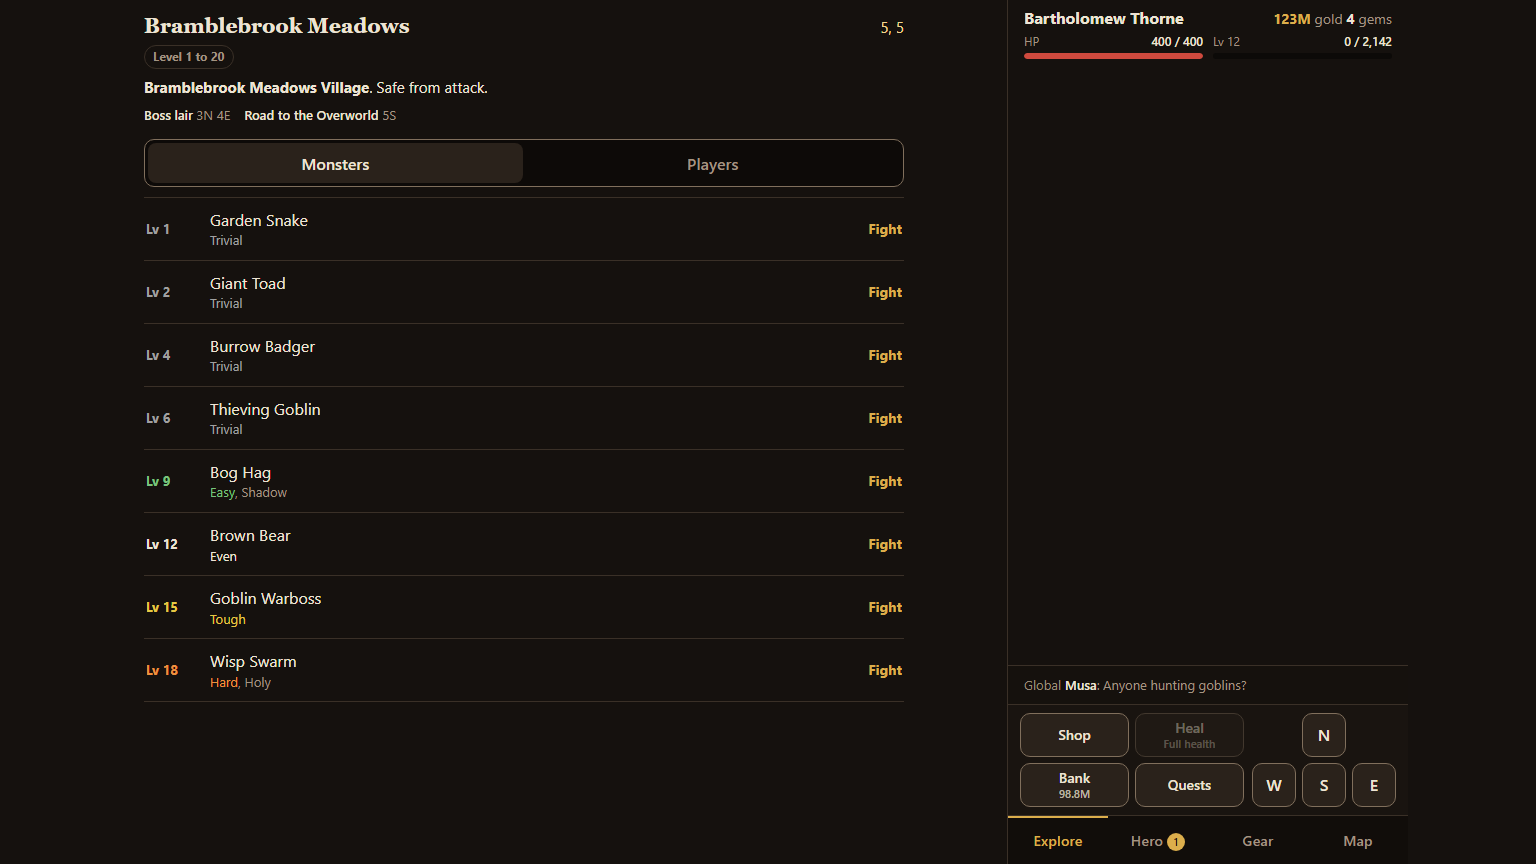 Bramblebrook Meadows
5, 5
Level 1 to 20
Bramblebrook Meadows Village. Safe from attack.
Boss lair 3N 4E Road to the Overworld 5S
Monsters
Players
Lv 1
Garden Snake
Trivial
Fight
Lv 2
Giant Toad
Trivial
Fight
Lv 4
Burrow Badger
Trivial
Fight
Lv 6
Thieving Goblin
Trivial
Fight
Lv 9
Bog Hag
Easy, Shadow
Fight
Lv 12
Brown Bear
Even
Fight
Lv 15
Goblin Warboss
Tough
Fight
Lv 18
Wisp Swarm
Hard, Holy
Fight
Bartholomew Thorne
123M gold 4 gems
HP 400 / 400
Lv 12 0 / 2,142
Global Musa: Anyone hunting goblins?
Shop
Heal
Full health
N
Bank
98.8M
Quests
W
S
E
Explore
Hero 1
Gear
Map